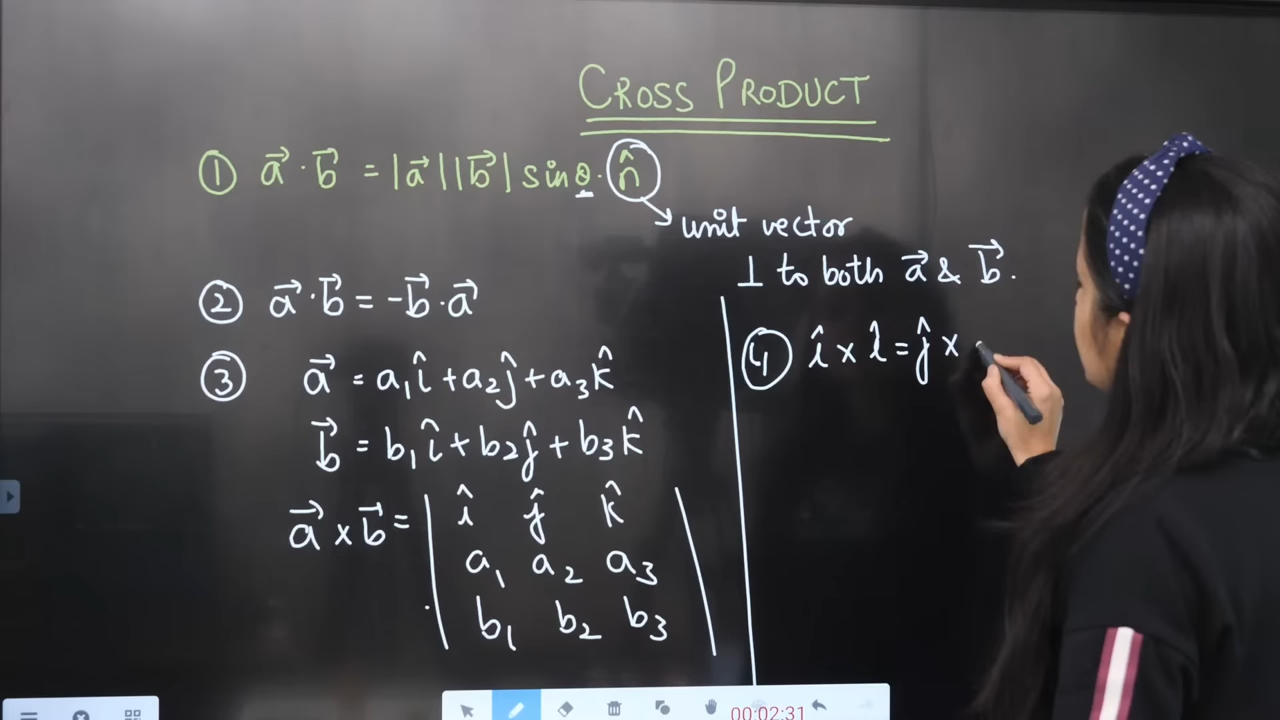 CROSS PRODUCT
① a⃗ · b⃗ = |a⃗||b⃗| sinθ · n̂
unit vector
⊥ to both a⃗ & b⃗.
② a⃗ · b⃗ = -b⃗ · a⃗
③ a⃗ = a₁î + a₂ĵ + a₃k̂
b⃗ = b₁î + b₂ĵ + b₃k̂
a⃗ × b⃗ = | î ĵ k̂ |
a₁ a₂ a₃
b₁ b₂ b₃
④ î × î = ĵ ×
00:02:31